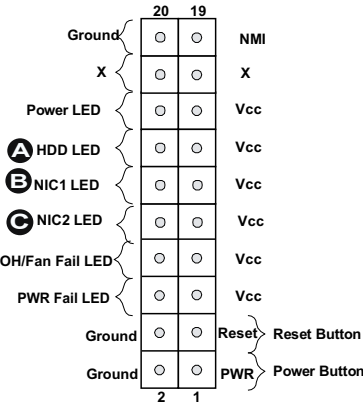 20 19
Ground NMI
X X
Power LED Vcc
A HDD LED Vcc
B NIC1 LED Vcc
C NIC2 LED Vcc
OH/Fan Fail LED Vcc
PWR Fail LED Vcc
Ground Reset Reset Button
Ground PWR Power Button
2 1